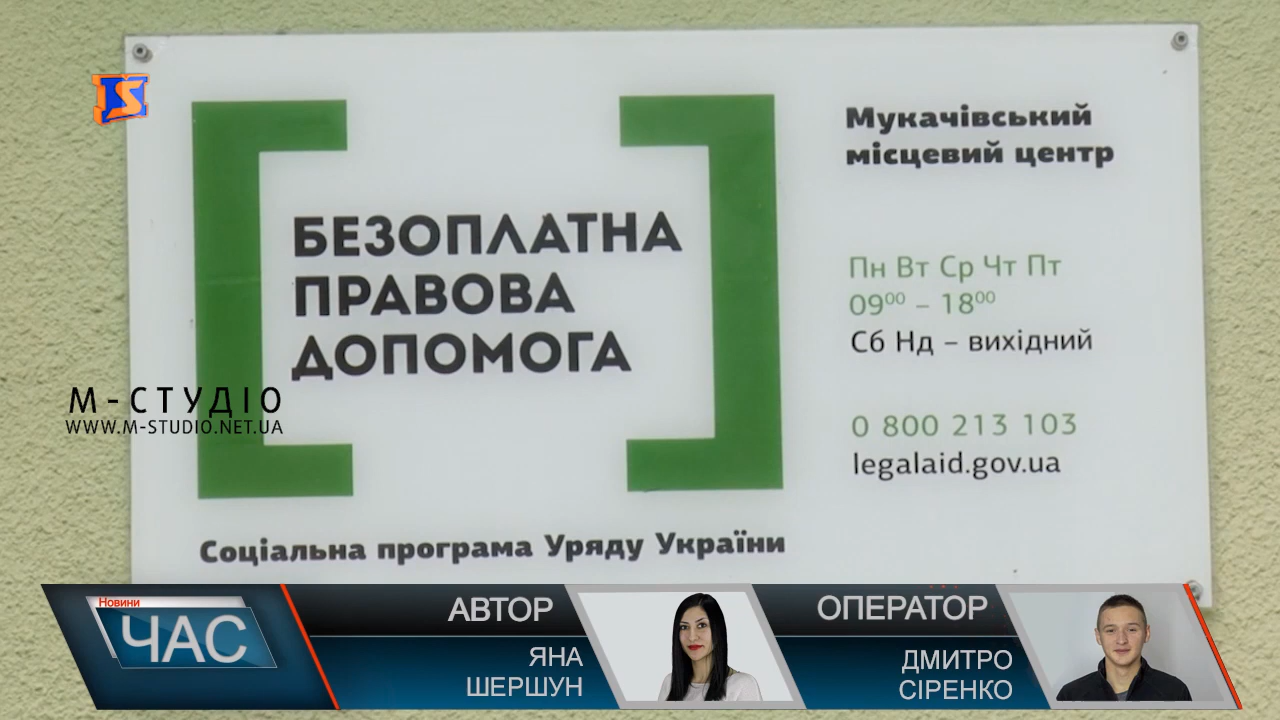 БЕЗОПЛАТНА
ПРАВОВА
ДОПОМОГА
Соціальна програма Уряду України
Мукачівський
місцевий центр
Пн Вт Ср Чт Пт
09⁰⁰ – 18⁰⁰
Сб Нд – вихідний
0 800 213 103
legalaid.gov.ua
М-СТУДІО
WWW.M-STUDIO.NET.UA
Новини
ЧАС
АВТОР
ЯНА
ШЕРШУН
ОПЕРАТОР
ДМИТРО
СІРЕНКО